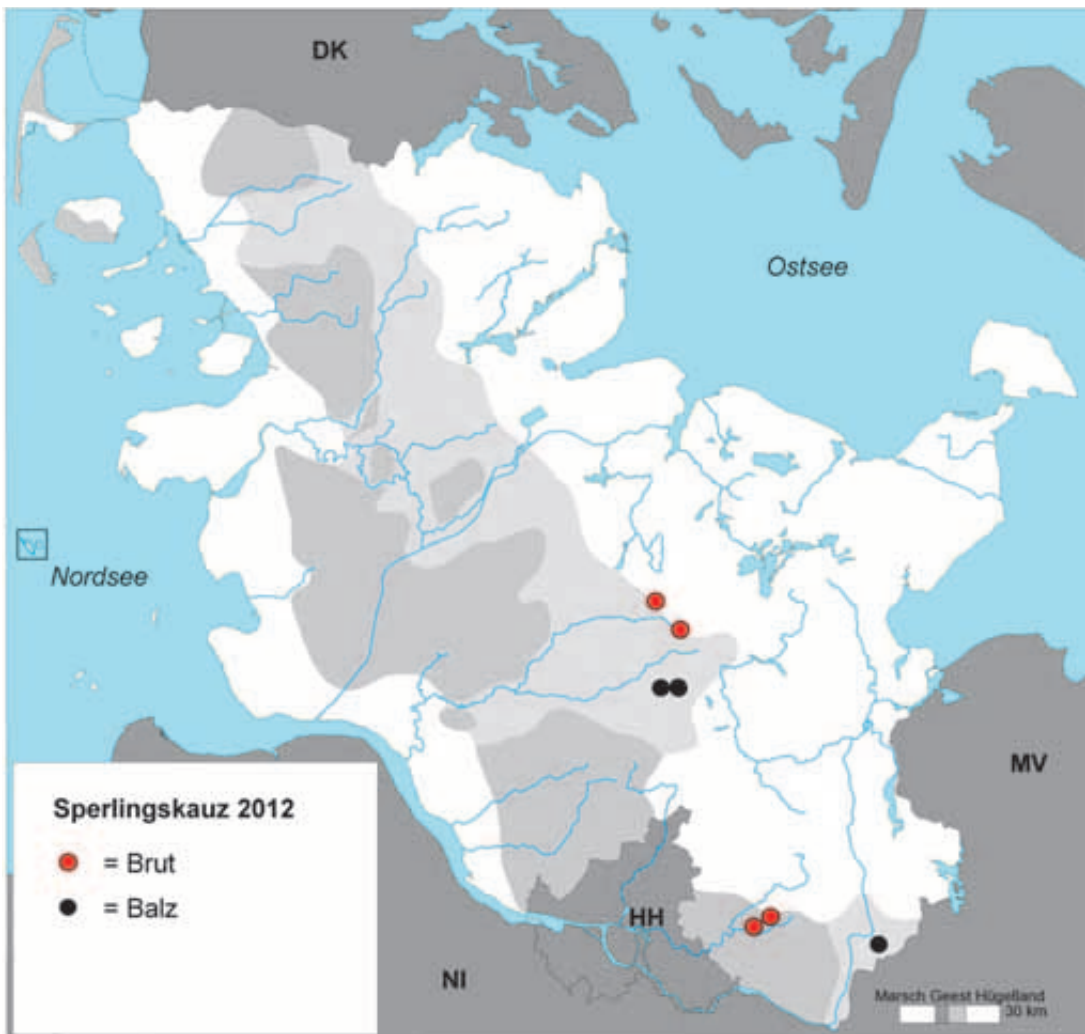 DK
Ostsee
Nordsee
MV
Sperlingskauz 2012
= Brut
= Balz
HH
NI
Marsch Geest Hügelland
30 km